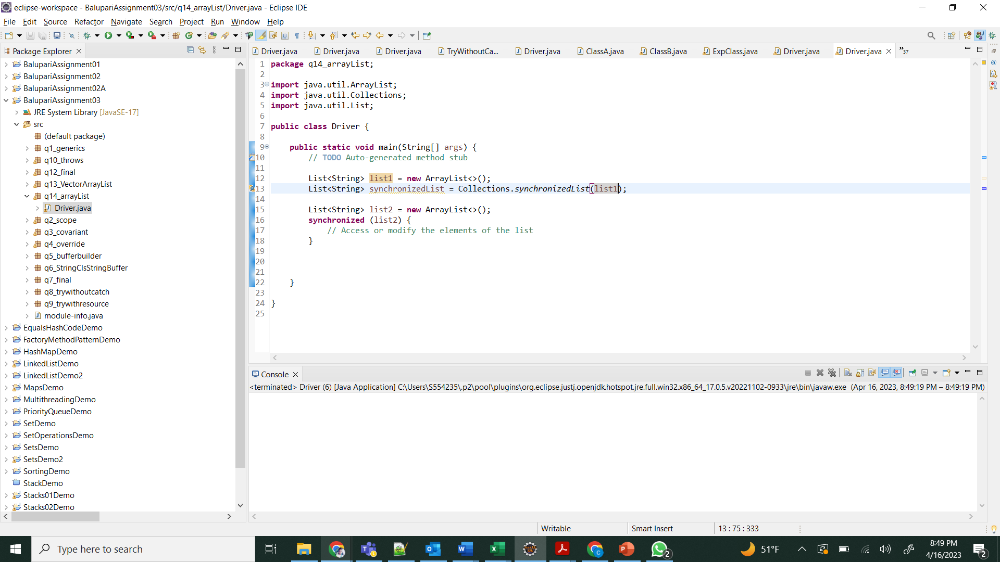 eclipse-workspace - BalupariAssignment03/src/q14_arrayList/Driver.java - Eclipse IDE
File Edit Source Refactor Navigate Search Project Run Window Help
Package Explorer
BalupariAssignment01
BalupariAssignment02
BalupariAssignment02A
BalupariAssignment03
JRE System Library [JavaSE-17]
src
(default package)
q1_generics
q10_throws
q12_final
q13_VectorArrayList
q14_arrayList
Driver.java
q2_scope
q3_covariant
q4_override
q5_bufferbuilder
q6_StringClsStringBuffer
q7_final
q8_trywithoutcatch
q9_trywithresource
module-info.java
EqualsHashCodeDemo
FactoryMethodPatternDemo
HashMapDemo
LinkedListDemo
LinkedListDemo2
MapsDemo
MultithreadingDemo
PriorityQueueDemo
SetDemo
SetOperationsDemo
SetsDemo
SetsDemo2
SortingDemo
StackDemo
Stacks01Demo
Stacks02Demo
Driver.java Driver.java Driver.java TryWithoutCa... Driver.java ClassA.java ClassB.java ExpClass.java Driver.java Driver.java »37
1 package q14_arrayList;
2
3 import java.util.ArrayList;
4 import java.util.Collections;
5 import java.util.List;
6
7 public class Driver {
8
9 public static void main(String[] args) {
10 // TODO Auto-generated method stub
11
12 List<String> list1 = new ArrayList<>();
13 List<String> synchronizedList = Collections.synchronizedList(list1);
14
15 List<String> list2 = new ArrayList<>();
16 synchronized (list2) {
17 // Access or modify the elements of the list
18 }
19
20
21
22 }
23
24 }
25
Console
<terminated> Driver (6) [Java Application] C:\Users\S554235\.p2\pool\plugins\org.eclipse.justj.openjdk.hotspot.jre.full.win32.x86_64_17.0.5.v20221102-0933\jre\bin\javaw.exe (Apr 16, 2023, 8:49:19 PM – 8:49:19 PM)
Writable Smart Insert 13 : 75 : 333
Type here to search
2
51°F
8:49 PM
4/16/2023
2